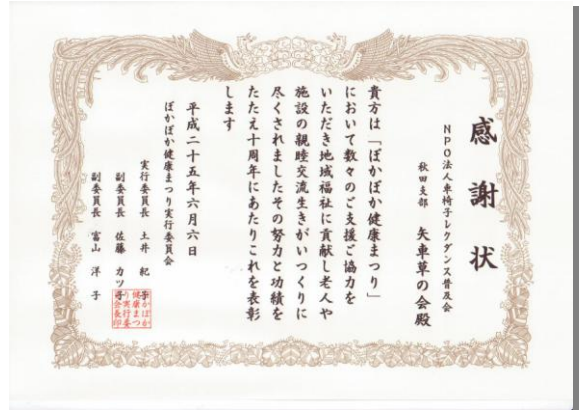 感謝状
NPO法人車椅子レクダンス普及会
秋田支部　矢車草の会殿
貴方は「ぽかぽか健康まつり」
において数々のご支援ご協力を
いただき地域福祉に貢献し老人や
施設の親睦交流生きがいつくりに
尽くされましたその努力と功績を
たたえ十周年にあたりこれを表彰
します
平成二十五年六月六日
ぽかぽか健康まつり実行委員会
実行委員長　土井　紀子
副委員長　佐藤　カツ子
副委員長　富山　洋子